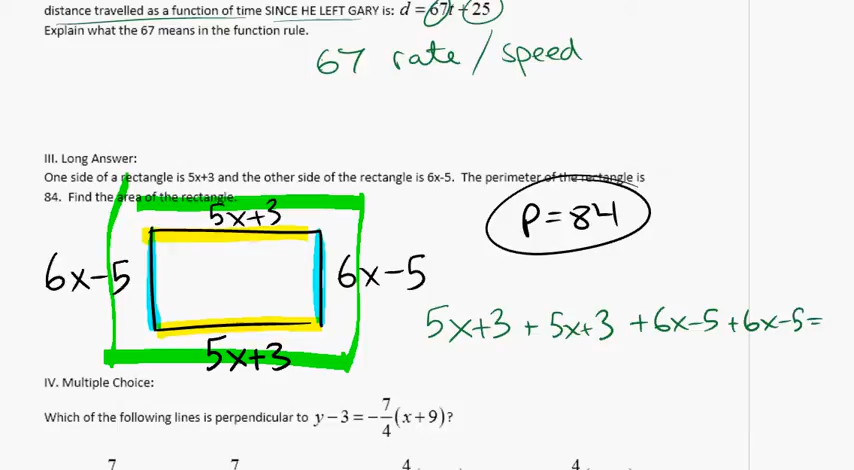 distance travelled as a function of time SINCE HE LEFT GARY is: d = 67t + 25
Explain what the 67 means in the function rule.
67 rate / speed
III. Long Answer:
One side of a rectangle is 5x+3 and the other side of the rectangle is 6x-5. The perimeter of the rectangle is
84. Find the area of the rectangle.
5x+3
P = 84
6x-5
6x-5
5x+3 + 5x+3 + 6x-5 + 6x-5 =
5x+3
IV. Multiple Choice:
Which of the following lines is perpendicular to y - 3 = -7/4 (x + 9)?
7 7 4 4